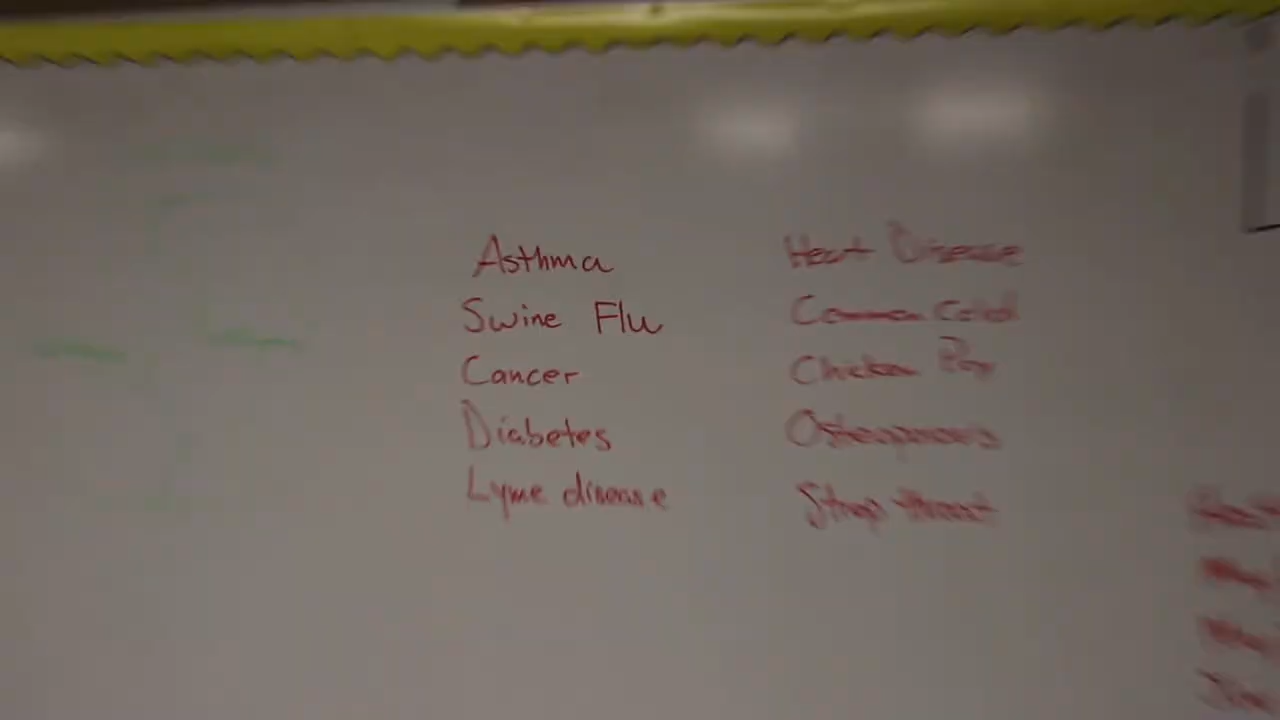 Asthma
Swine Flu
Cancer
Diabetes
Lyme disease
Heart Disease
Common Cold
Chicken Pox
Osteoporosis
Strep throat